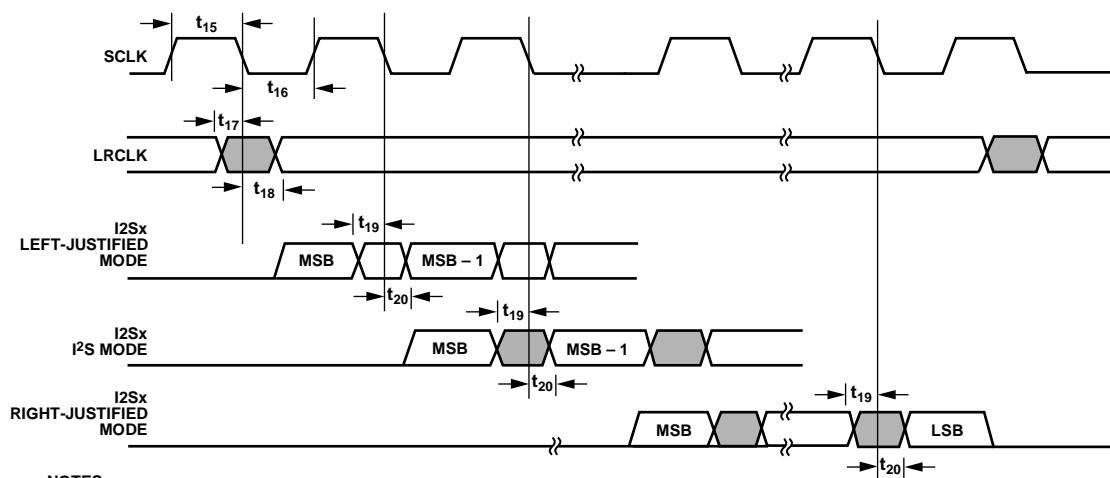 t15
SCLK
t16
t17
LRCLK
t18
I2Sx
LEFT-JUSTIFIED
MODE
t19
MSB
MSB – 1
t20
I2Sx
I2S MODE
t19
MSB
MSB – 1
t20
I2Sx
RIGHT-JUSTIFIED
MODE
t19
MSB
LSB
t20
NOTES